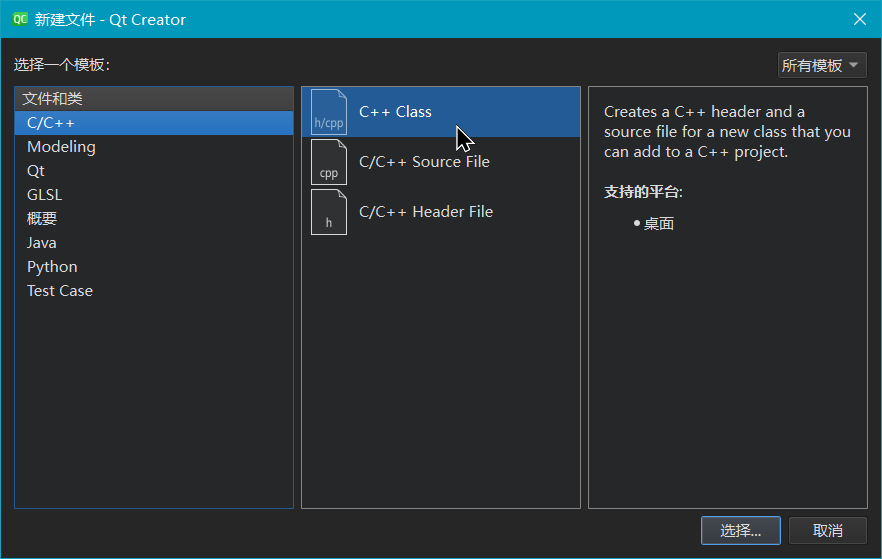 QC 新建文件 - Qt Creator
选择一个模板:
所有模板
文件和类
C/C++
Modeling
Qt
GLSL
概要
Java
Python
Test Case
h/cpp
C++ Class
cpp
C/C++ Source File
h
C/C++ Header File
Creates a C++ header and a
source file for a new class that you
can add to a C++ project.
支持的平台:
• 桌面
选择...
取消